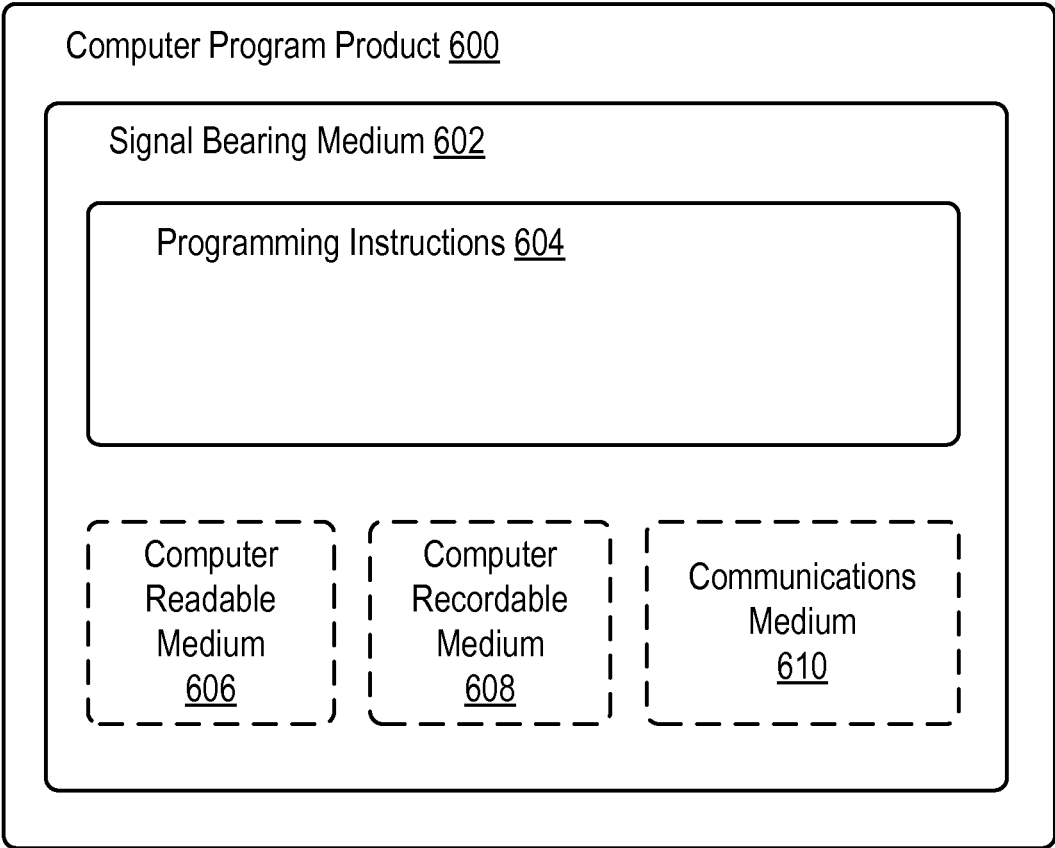 Computer Program Product 600
Signal Bearing Medium 602
Programming Instructions 604
Computer
Readable
Medium
606
Computer
Recordable
Medium
608
Communications
Medium
610